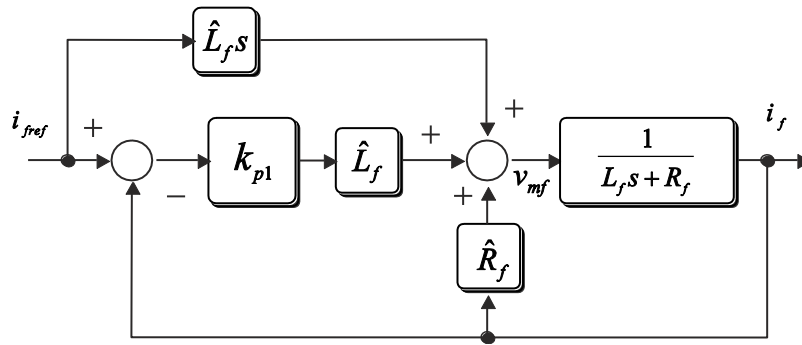 L̂_f s
i_fref
+
−
k_p1
L̂_f
+
+
+
v_mf
1
L_f s + R_f
i_f
R̂_f